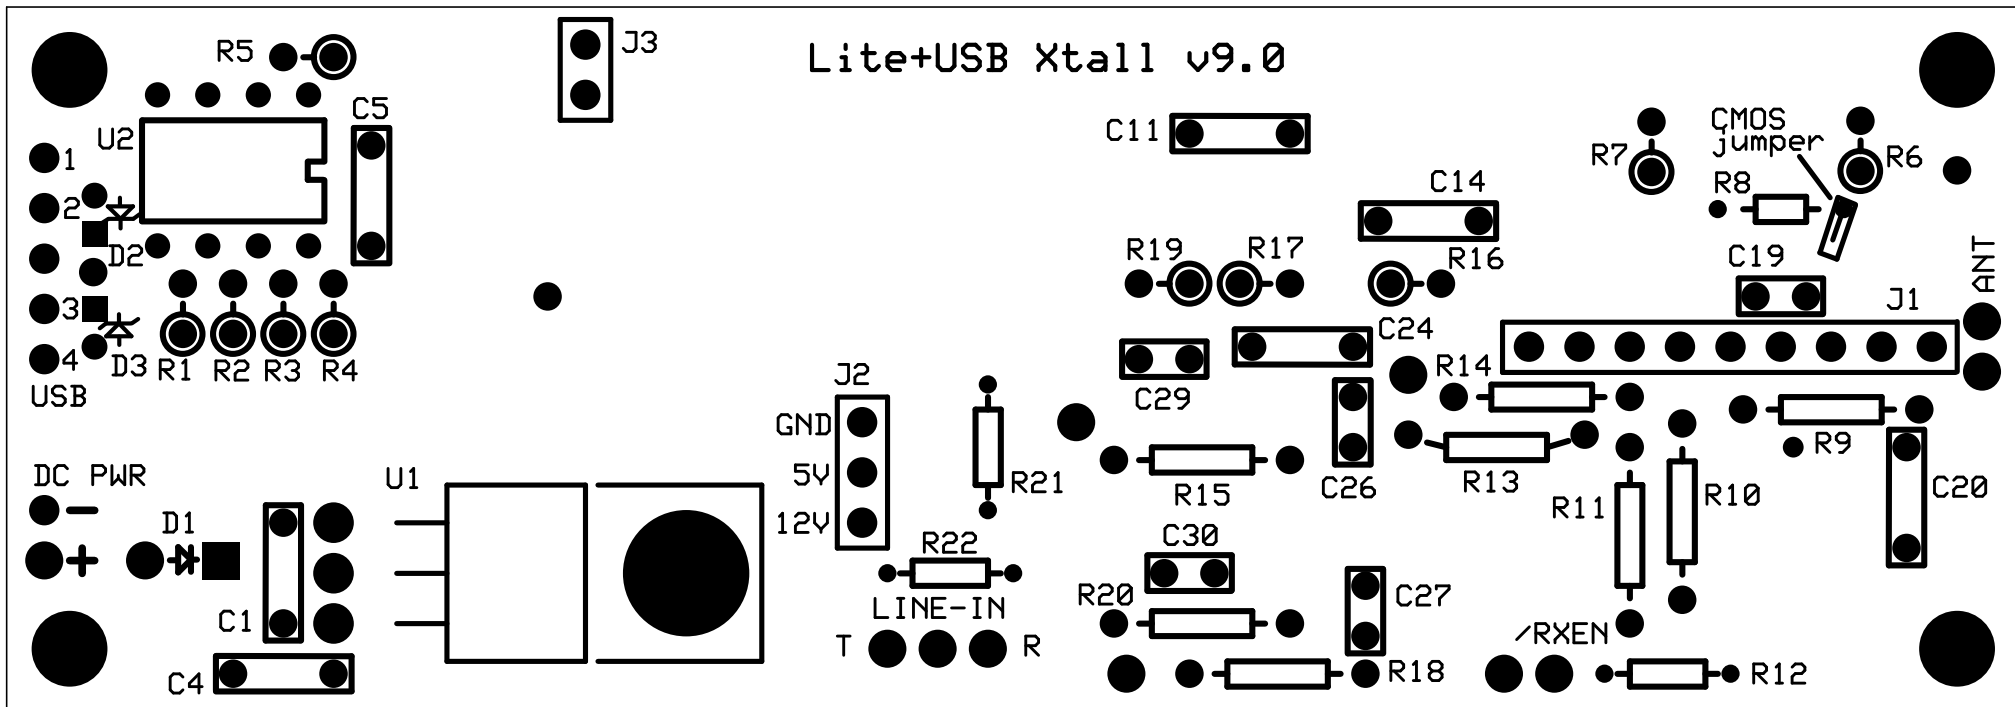 Lite+USB Xtall v9.0
R5
J3
C5
U2
1
2
D2
3
D3
4
USB
R1 R2 R3 R4
C11
C14
R7
CMOS
jumper
R6
R8
R19
R17
R16
C19
ANT
J1
C24
C29
R14
J2
GND
5V
12V
R21
R15
C26
R13
R9
R11
R10
C20
DC PWR
U1
D1
C1
C4
R22
LINE-IN
T R
C30
R20
C27
R18
/RXEN
R12